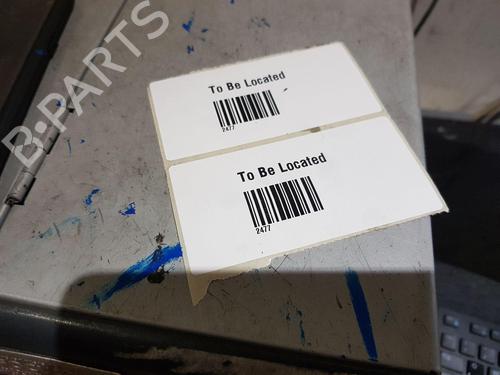 B-PARTS
To Be Located
2477
To Be Located
2477